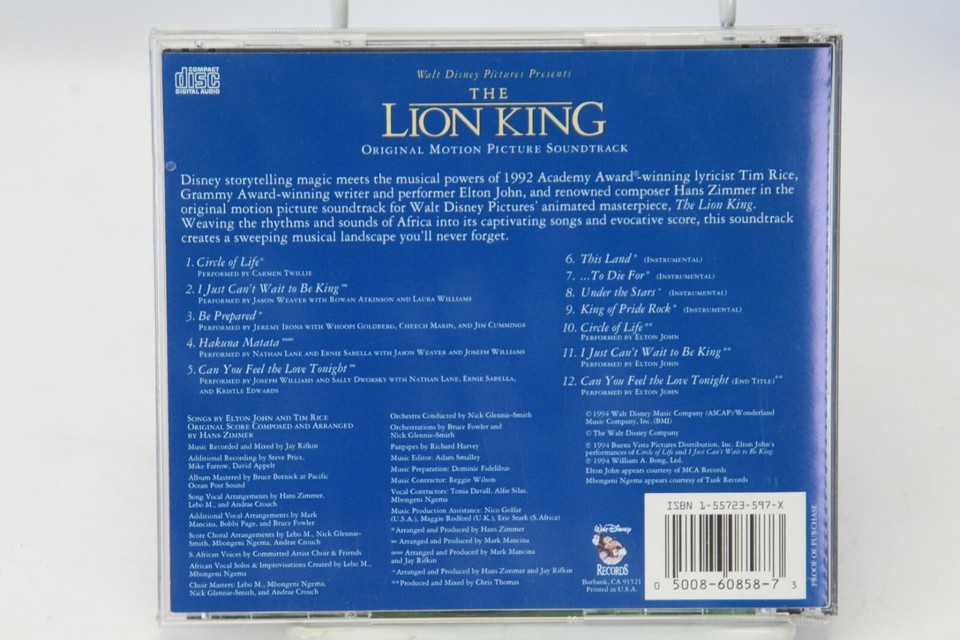 COMPACT
disc
DIGITAL AUDIO
Walt Disney Pictures Presents
THE
LION KING
ORIGINAL MOTION PICTURE SOUNDTRACK
Disney storytelling magic meets the musical powers of 1992 Academy Award®-winning lyricist Tim Rice,
Grammy Award-winning writer and performer Elton John, and renowned composer Hans Zimmer in the
original motion picture soundtrack for Walt Disney Pictures' animated masterpiece, The Lion King.
Weaving the rhythms and sounds of Africa into its captivating songs and evocative score, this soundtrack
creates a sweeping musical landscape you'll never forget.
1. Circle of Life*
PERFORMED BY CARMEN TWILLIE
2. I Just Can't Wait to Be King
PERFORMED BY JASON WEAVER WITH ROWAN ATKINSON AND LAURA WILLIAMS
3. Be Prepared*
PERFORMED BY JEREMY IRONS WITH WHOOPI GOLDBERG, CHEECH MARIN, AND JIM CUMMINGS
4. Hakuna Matata
PERFORMED BY NATHAN LANE AND ERNIE SABELLA WITH JASON WEAVER AND JOSEPH WILLIAMS
5. Can You Feel the Love Tonight
PERFORMED BY JOSEPH WILLIAMS AND SALLY DWORSKY WITH NATHAN LANE, ERNIE SABELLA,
AND KRISTLE EDWARDS
6. This Land* (INSTRUMENTAL)
7. ...To Die For* (INSTRUMENTAL)
8. Under the Stars* (INSTRUMENTAL)
9. King of Pride Rock* (INSTRUMENTAL)
10. Circle of Life**
PERFORMED BY ELTON JOHN
11. I Just Can't Wait to Be King**
PERFORMED BY ELTON JOHN
12. Can You Feel the Love Tonight (END TITLE)**
PERFORMED BY ELTON JOHN
SONGS BY ELTON JOHN AND TIM RICE
ORIGINAL SCORE COMPOSED AND ARRANGED
BY HANS ZIMMER
Music Recorded and Mixed by Jay Rifkin
Additional Recording by Steve Price,
Mike Farrow, David Appelt
Album Mastered by Bruce Botnick at Pacific
Ocean Post Sound
Song Vocal Arrangements by Hans Zimmer,
Lebo M., and Andrae Crouch
Additional Vocal Arrangements by Mark
Mancina, Bobbi Page, and Bruce Fowler
Score Choral Arrangements by Lebo M., Nick Glennie-
Smith, Mbongeni Ngema, Andrae Crouch
S. African Voices by Committed Artist Choir & Friends
African Vocal Solos & Improvisations Created by Lebo M.,
Mbongeni Ngema
Choir Masters: Lebo M., Mbongeni Ngema,
Nick Glennie-Smith, and Andrae Crouch
Orchestra Conducted by Nick Glennie-Smith
Orchestrations by Bruce Fowler and
Nick Glennie-Smith
Panpipes by Richard Harvey
Music Editor: Adam Smalley
Music Preparation: Dominic Fidelibus
Music Contractor: Reggie Wilson
Vocal Contractors: Tonia Davall, Alfie Silas,
Mbongeni Ngema
Music Production Assistance: Nico Golfar
(U.S.A.), Maggie Rodford (U.K.), Eric Stark (S. Africa)
* Arranged and Produced by Hans Zimmer
Arranged and Produced by Mark Mancina
Arranged and Produced by Mark Mancina
and Jay Rifkin
Arranged and Produced by Hans Zimmer and Jay Rifkin
**Produced and Mixed by Chris Thomas
© 1994 Walt Disney Music Company (ASCAP)/Wonderland
Music Company, Inc. (BMI)
© The Walt Disney Company
℗ 1994 Buena Vista Pictures Distribution, Inc. Elton John's
performances of Circle of Life and I Just Can't Wait to Be King
℗ 1994 William A. Bong, Ltd.
Elton John appears courtesy of MCA Records
Mbongeni Ngema appears courtesy of Tusk Records
Walt Disney
RECORDS
Burbank, CA 91521
Printed in U.S.A.
ISBN 1-55723-597-X
0 5008-60858-7 3
PROOF OF PURCHASE